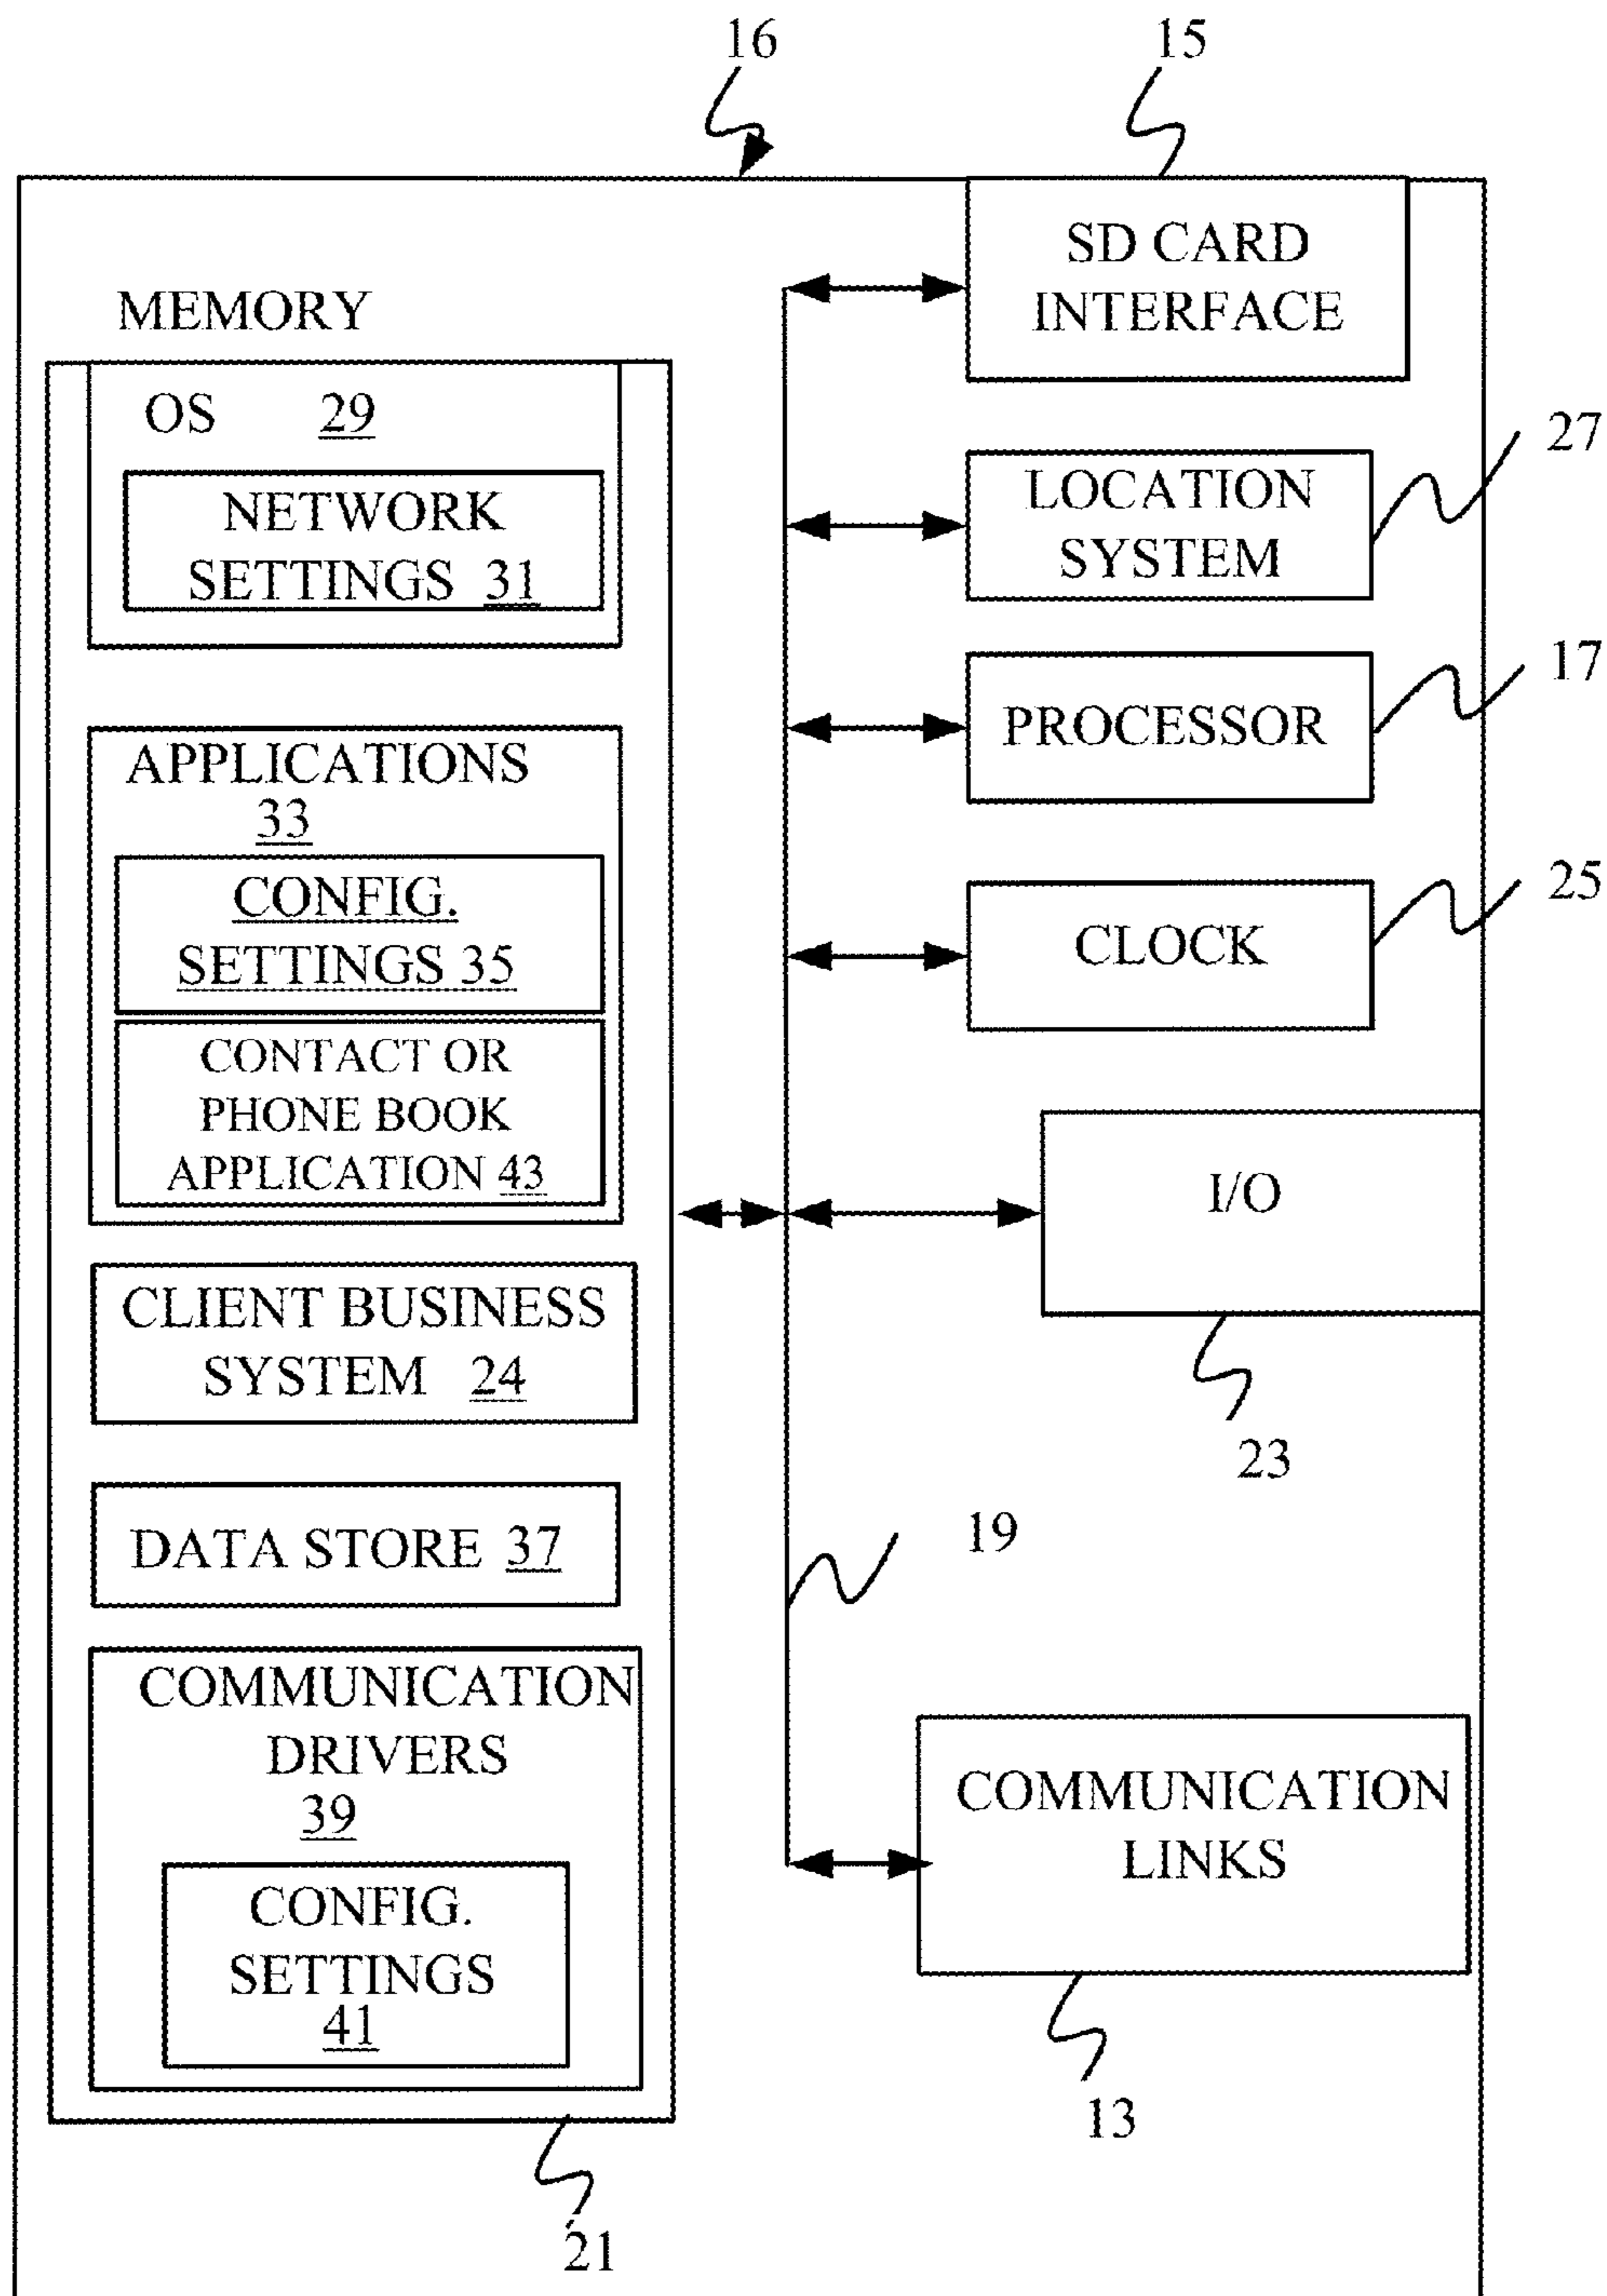 16
15
SD CARD
INTERFACE
MEMORY
OS 29
NETWORK
SETTINGS 31
27
LOCATION
SYSTEM
17
PROCESSOR
APPLICATIONS
33
CONFIG.
SETTINGS 35
25
CLOCK
CONTACT OR
PHONE BOOK
APPLICATION 43
I/O
23
CLIENT BUSINESS
SYSTEM 24
19
DATA STORE 37
COMMUNICATION
DRIVERS
39
CONFIG.
SETTINGS
41
COMMUNICATION
LINKS
13
21